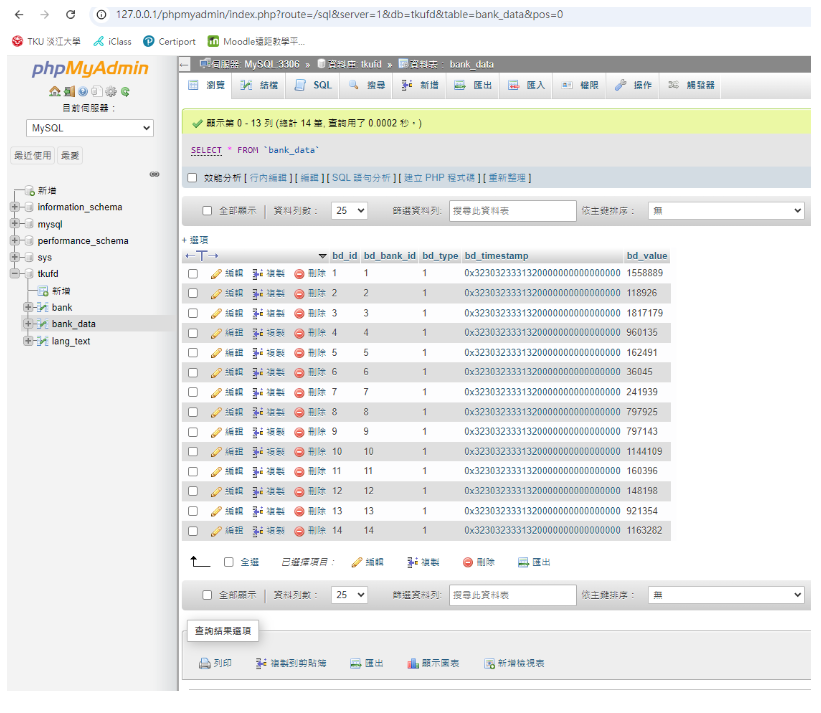 127.0.0.1/phpmyadmin/index.php?route=/sql&server=1&db=tkufd&table=bank_data&pos=0
TKU 淡江大學 iClass Certiport Moodle遠距教學平...
phpMyAdmin
目前伺服器：
MySQL
最近使用 最愛
新增
information_schema
mysql
performance_schema
sys
tkufd
新增
bank
bank_data
lang_text
伺服器: MySQL:3306 » 資料庫: tkufd » 資料表： bank_data
瀏覽 結構 SQL 搜尋 新增 匯出 匯入 權限 操作 觸發器
顯示第 0 - 13 列 (總計 14 筆, 查詢用了 0.0002 秒。)
SELECT * FROM `bank_data`
效能分析 [ 行內編輯 ] [ 編輯 ] [ SQL 語句分析 ] [ 建立 PHP 程式碼 ] [ 重新整理 ]
全部顯示 | 資料列數： 25 篩選資料列: 搜尋此資料表 依主鍵排序： 無
+ 選項
←T→ bd_id bd_bank_id bd_type bd_timestamp bd_value
編輯 複製 刪除 1 1 1 0x3230323331320000000000000000 1558889
編輯 複製 刪除 2 2 1 0x3230323331320000000000000000 118926
編輯 複製 刪除 3 3 1 0x3230323331320000000000000000 1817179
編輯 複製 刪除 4 4 1 0x3230323331320000000000000000 960135
編輯 複製 刪除 5 5 1 0x3230323331320000000000000000 162491
編輯 複製 刪除 6 6 1 0x3230323331320000000000000000 36045
編輯 複製 刪除 7 7 1 0x3230323331320000000000000000 241939
編輯 複製 刪除 8 8 1 0x3230323331320000000000000000 797925
編輯 複製 刪除 9 9 1 0x3230323331320000000000000000 797143
編輯 複製 刪除 10 10 1 0x3230323331320000000000000000 1144109
編輯 複製 刪除 11 11 1 0x3230323331320000000000000000 160396
編輯 複製 刪除 12 12 1 0x3230323331320000000000000000 148198
編輯 複製 刪除 13 13 1 0x3230323331320000000000000000 921354
編輯 複製 刪除 14 14 1 0x3230323331320000000000000000 1163282
全選 已選擇項目： 編輯 複製 刪除 匯出
全部顯示 | 資料列數： 25 篩選資料列: 搜尋此資料表 依主鍵排序： 無
查詢結果選項
列印 複製到剪貼簿 匯出 顯示圖表 新增檢視表